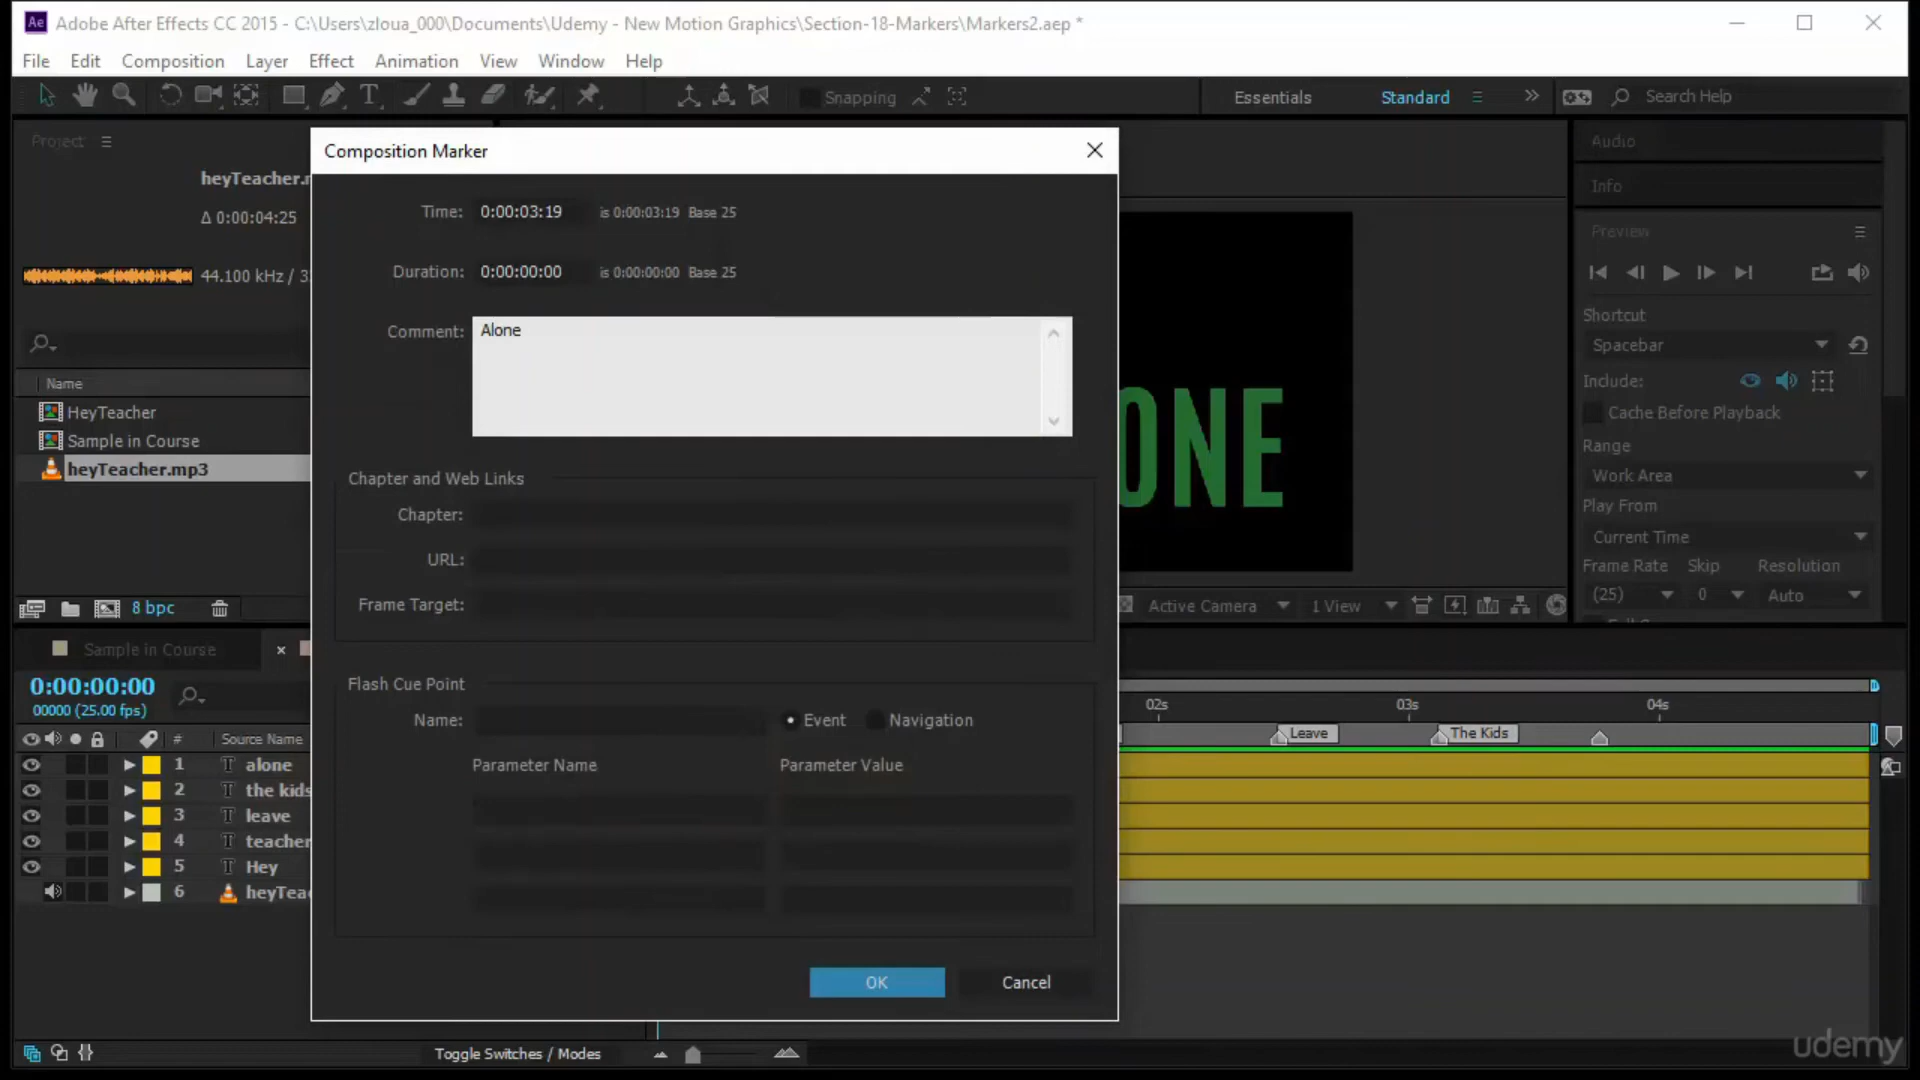 Adobe After Effects CC 2015 - C:\Users\zloua_000\Documents\Udemy - New Motion Graphics\Section-18-Markers\Markers2.aep *
File Edit Composition Layer Effect Animation View Window Help
Snapping Essentials Standard Search Help
Project
Composition Marker
Audio
heyTeacher.
Δ 0:00:04:25
Info
Time: 0:00:03:19 is 0:00:03:19 Base 25
Preview
44.100 kHz / 3
Duration: 0:00:00:00 is 0:00:00:00 Base 25
Shortcut
Comment: Alone
Spacebar
Include:
Name
HeyTeacher
Cache Before Playback
Sample in Course
ONE
Range
heyTeacher.mp3
Chapter and Web Links
Work Area
Chapter:
Play From
URL:
Current Time
Frame Rate Skip Resolution
Frame Target:
(25) 0 Auto
8 bpc
Active Camera 1 View
Sample in Course
0:00:00:00
00000 (25.00 fps)
Flash Cue Point
02s 03s 04s
Name: Event Navigation
Leave The Kids
# Source Name
1 T alone
Parameter Name Parameter Value
2 T the kids
3 T leave
4 T teacher
5 T Hey
6 heyTea
OK Cancel
Toggle Switches / Modes
udemy